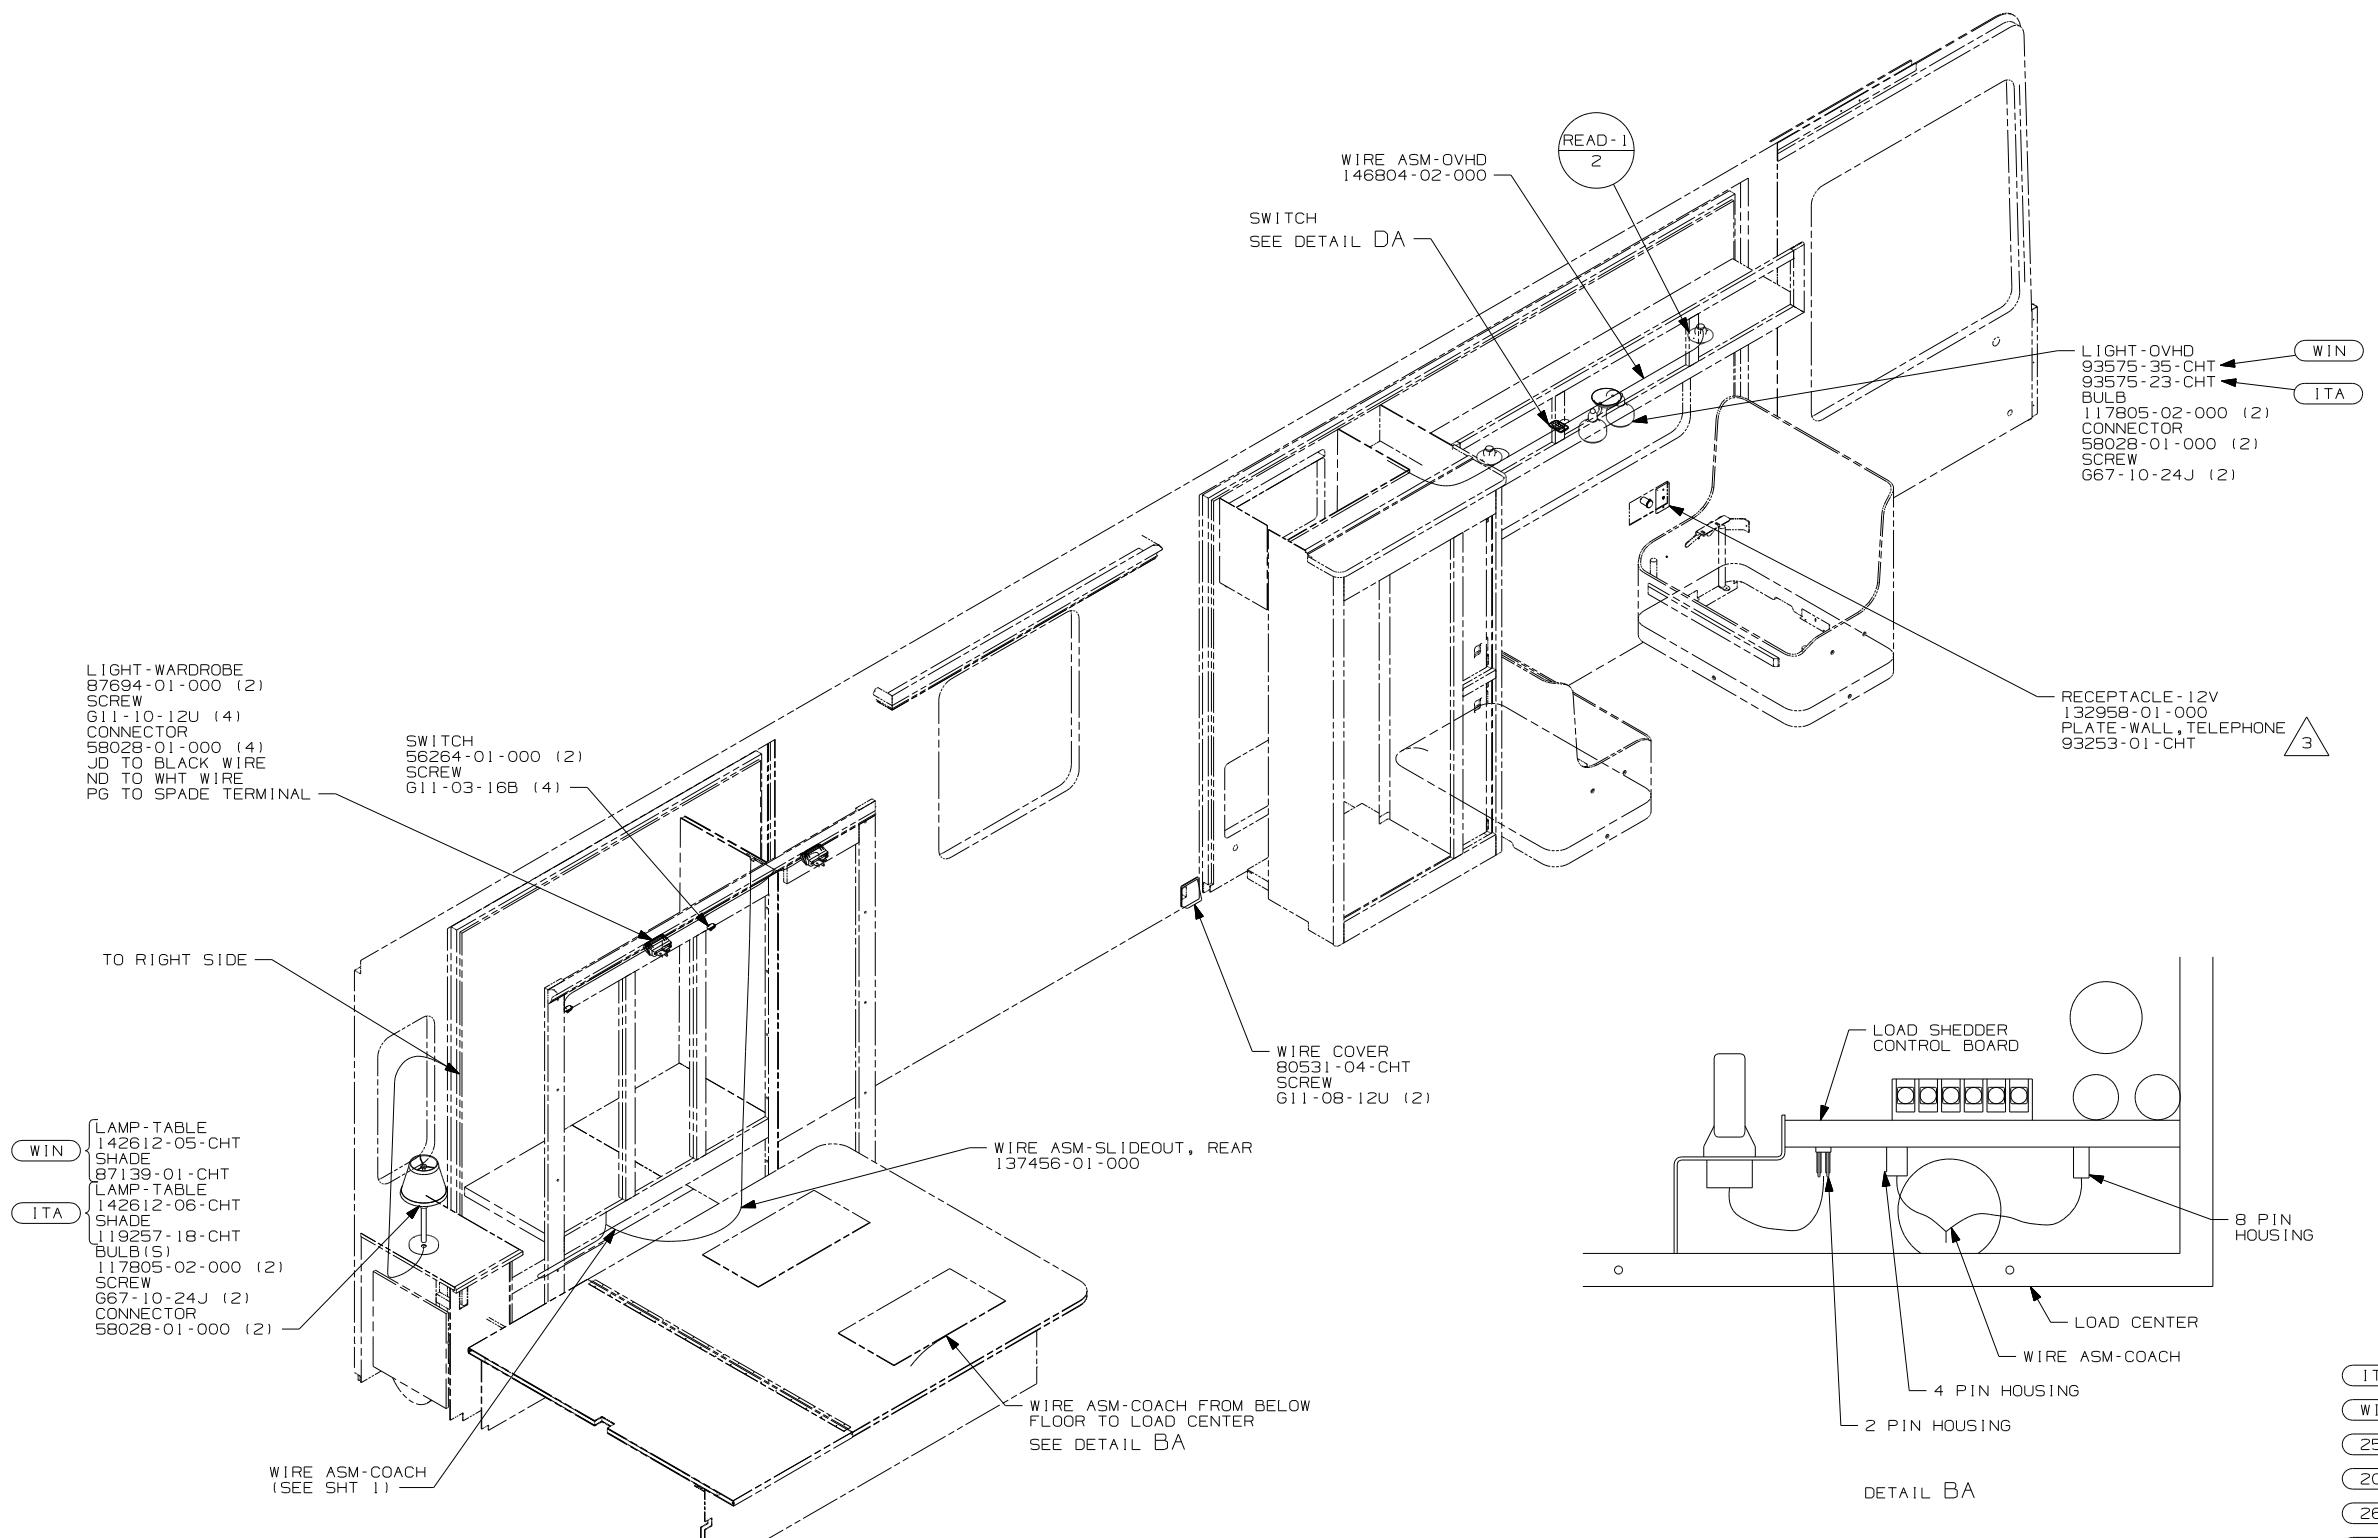 READ-1
2
WIRE ASM-OVHD
146804-02-000
SWITCH
SEE DETAIL DA
LIGHT-OVHD
93575-35-CHT
93575-23-CHT
BULB
117805-02-000 (2)
CONNECTOR
58028-01-000 (2)
SCREW
G67-10-24J (2)
WIN
ITA
LIGHT-WARDROBE
87694-01-000 (2)
SCREW
G11-10-12U (4)
CONNECTOR
58028-01-000 (4)
JD TO BLACK WIRE
ND TO WHT WIRE
PG TO SPADE TERMINAL
SWITCH
56264-01-000 (2)
SCREW
G11-03-16B (4)
RECEPTACLE-12V
132958-01-000
PLATE-WALL,TELEPHONE
93253-01-CHT
3
TO RIGHT SIDE
WIRE COVER
80531-04-CHT
SCREW
G11-08-12U (2)
LOAD SHEDDER
CONTROL BOARD
WIN
ITA
LAMP-TABLE
142612-05-CHT
SHADE
87139-01-CHT
LAMP-TABLE
142612-06-CHT
SHADE
119257-18-CHT
BULB(S)
117805-02-000 (2)
SCREW
G67-10-24J (2)
CONNECTOR
58028-01-000 (2)
WIRE ASM-SLIDEOUT, REAR
137456-01-000
8 PIN
HOUSING
LOAD CENTER
WIRE ASM-COACH
4 PIN HOUSING
2 PIN HOUSING
WIRE ASM-COACH FROM BELOW
FLOOR TO LOAD CENTER
SEE DETAIL BA
WIRE ASM-COACH
(SEE SHT 1)
DETAIL BA